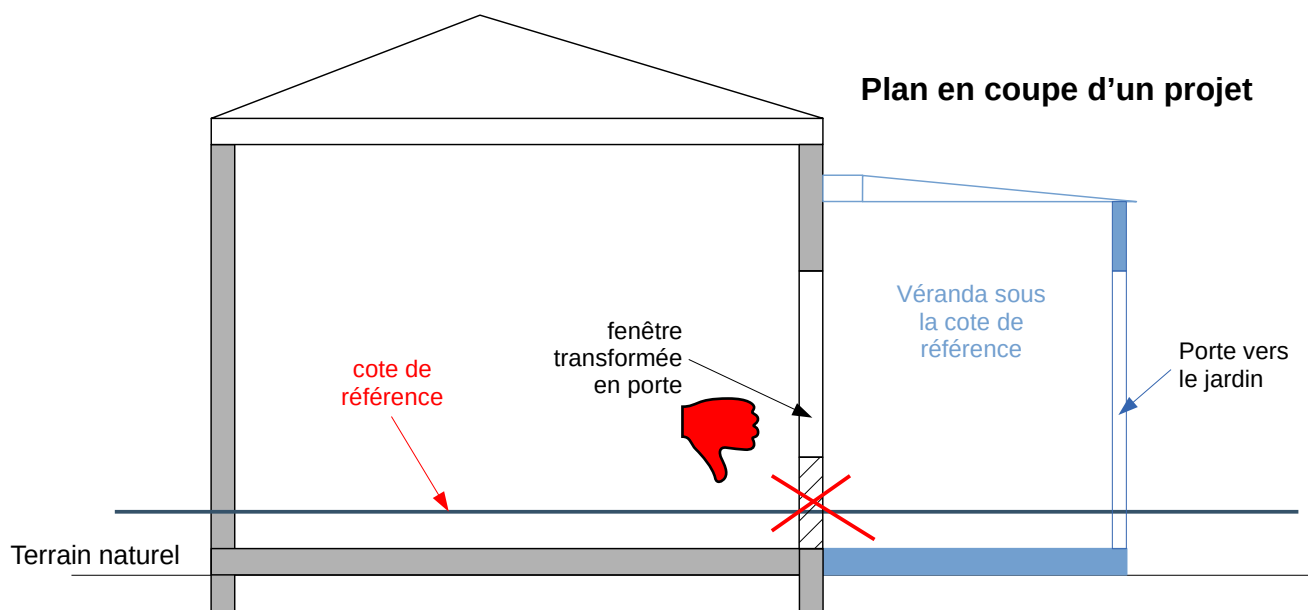 Plan en coupe d’un projet
Véranda sous
la cote de
référence
fenêtre
transformée
en porte
Porte vers
le jardin
cote de
référence
Terrain naturel